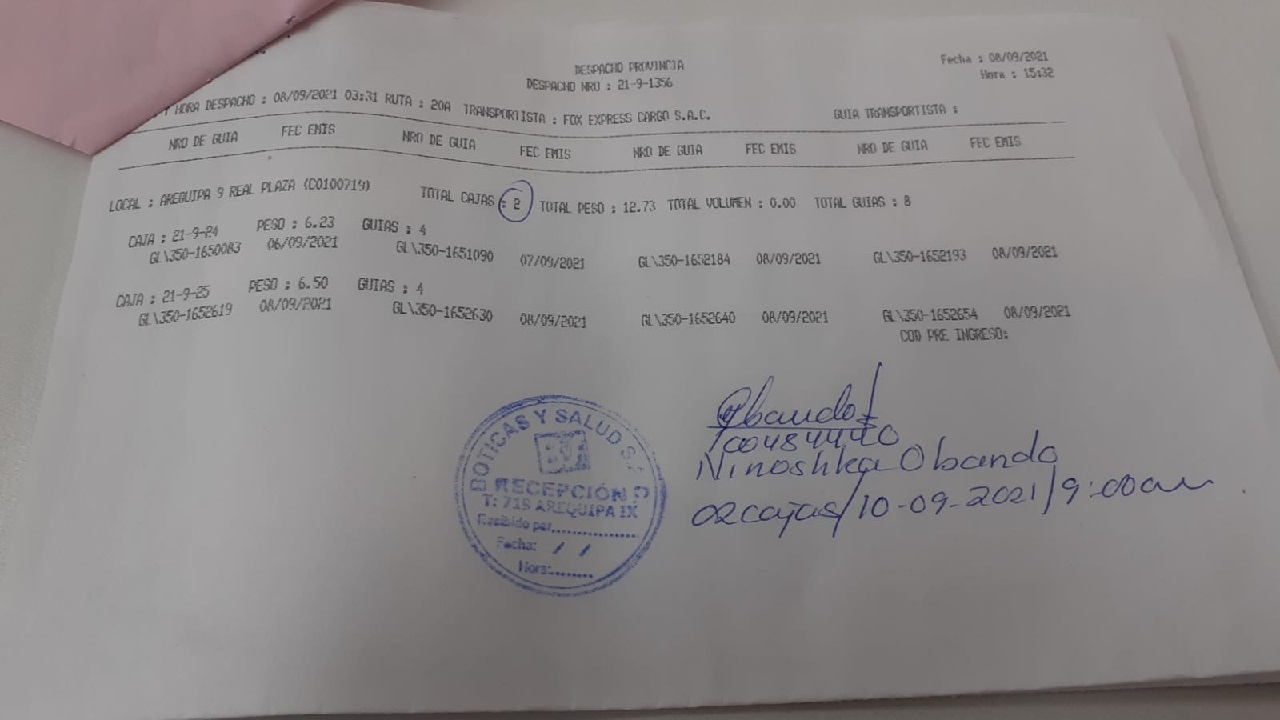 DESPACHO PROVINCIA
Fecha : 08/09/2021
DESPACHO NRO : 21-9-1356
Hora : 15:32
Y HORA DESPACHO : 08/09/2021 03:31 RUTA : 20A TRANSPORTISTA : FOX EXPRESS CARGO S.A.C. GUIA TRANSPORTISTA :
NRO DE GUIA FEC EMIS NRO DE GUIA FEC EMIS NRO DE GUIA FEC EMIS NRO DE GUIA FEC EMIS
LOCAL : AREQUIPA 9 REAL PLAZA (C0100719) TOTAL CAJAS : 2 TOTAL PESO : 12.73 TOTAL VOLUMEN : 0.00 TOTAL GUIAS : 8
CAJA : 21-9-24 PESO : 6.23 GUIAS : 4
GL\350-1650083 06/09/2021 GL\350-1651090 07/09/2021 GL\350-1652184 08/09/2021 GL\350-1652193 08/09/2021
CAJA : 21-9-25 PESO : 6.50 GUIAS : 4
GL\350-1652619 08/09/2021 GL\350-1652630 08/09/2021 GL\350-1652640 08/09/2021 GL\350-1652654 08/09/2021
COD PRE INGRESO:
BOTICAS Y SALUD S.A.C
RECEPCIÓN
T: 719 AREQUIPA IX
Recibido por
Fecha: / /
Hora:
Obando
00484440
Ninoshka Obando
02cajas/10-09-2021/9:00am